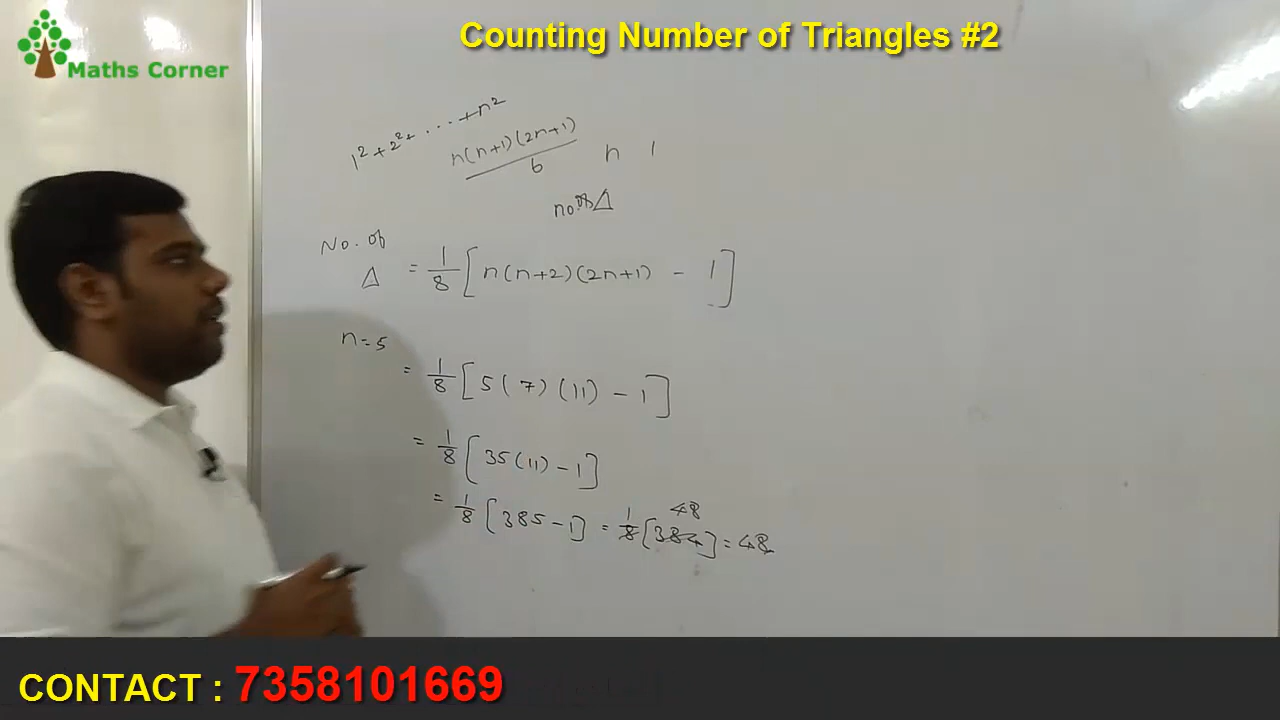 Counting Number of Triangles #2
Maths Corner
1² + 2² + .... + n²
n(n+1)(2n+1)
6
n 1
no. of Δ
No. of
Δ = 1/8 [n(n+2)(2n+1) - 1]
n = 5
= 1/8 [5(7)(11) - 1]
= 1/8 [35(11) - 1]
= 1/8 [385 - 1] = 1/8 [384] = 48
48
CONTACT : 7358101669